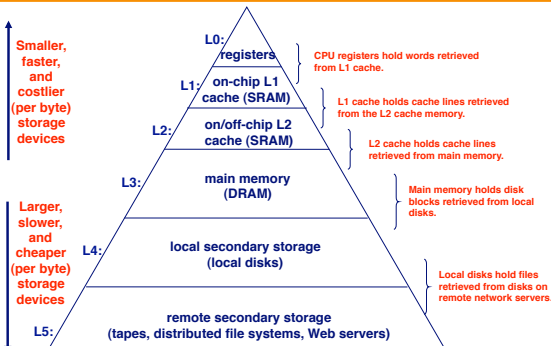 Smaller,
faster,
and
costlier
(per byte)
storage
devices
Larger,
slower,
and
cheaper
(per byte)
storage
devices
L0:
registers
L1:
on-chip L1
cache (SRAM)
L2:
on/off-chip L2
cache (SRAM)
L3:
main memory
(DRAM)
L4:
local secondary storage
(local disks)
L5:
remote secondary storage
(tapes, distributed file systems, Web servers)
CPU registers hold words retrieved
from L1 cache.
L1 cache holds cache lines retrieved
from the L2 cache memory.
L2 cache holds cache lines
retrieved from main memory.
Main memory holds disk
blocks retrieved from local
disks.
Local disks hold files
retrieved from disks on
remote network servers.